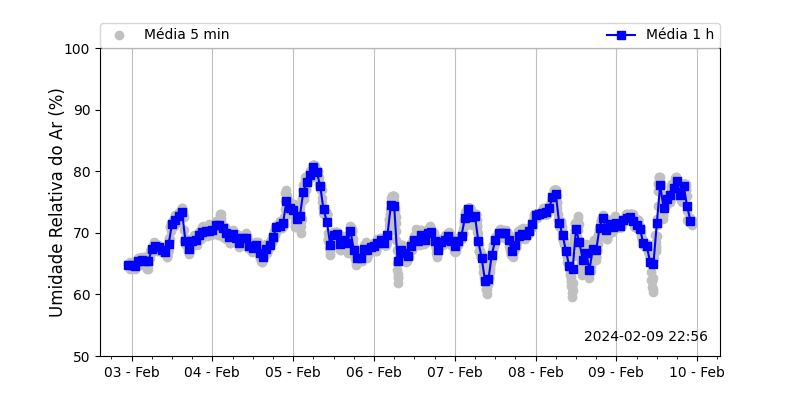 Média 5 min
Média 1 h
Umidade Relativa do Ar (%)
100
90
80
70
60
50
2024-02-09 22:56
03 - Feb
04 - Feb
05 - Feb
06 - Feb
07 - Feb
08 - Feb
09 - Feb
10 - Feb